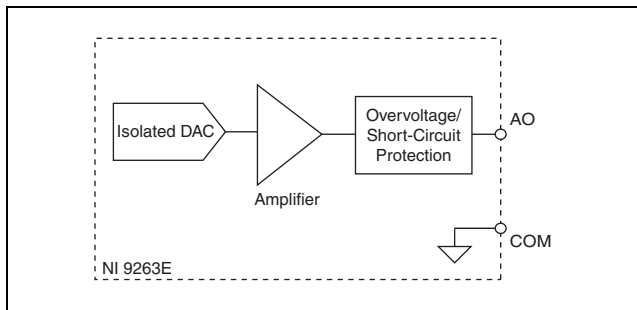 Isolated DAC
Amplifier
Overvoltage/
Short-Circuit
Protection
AO
COM
NI 9263E